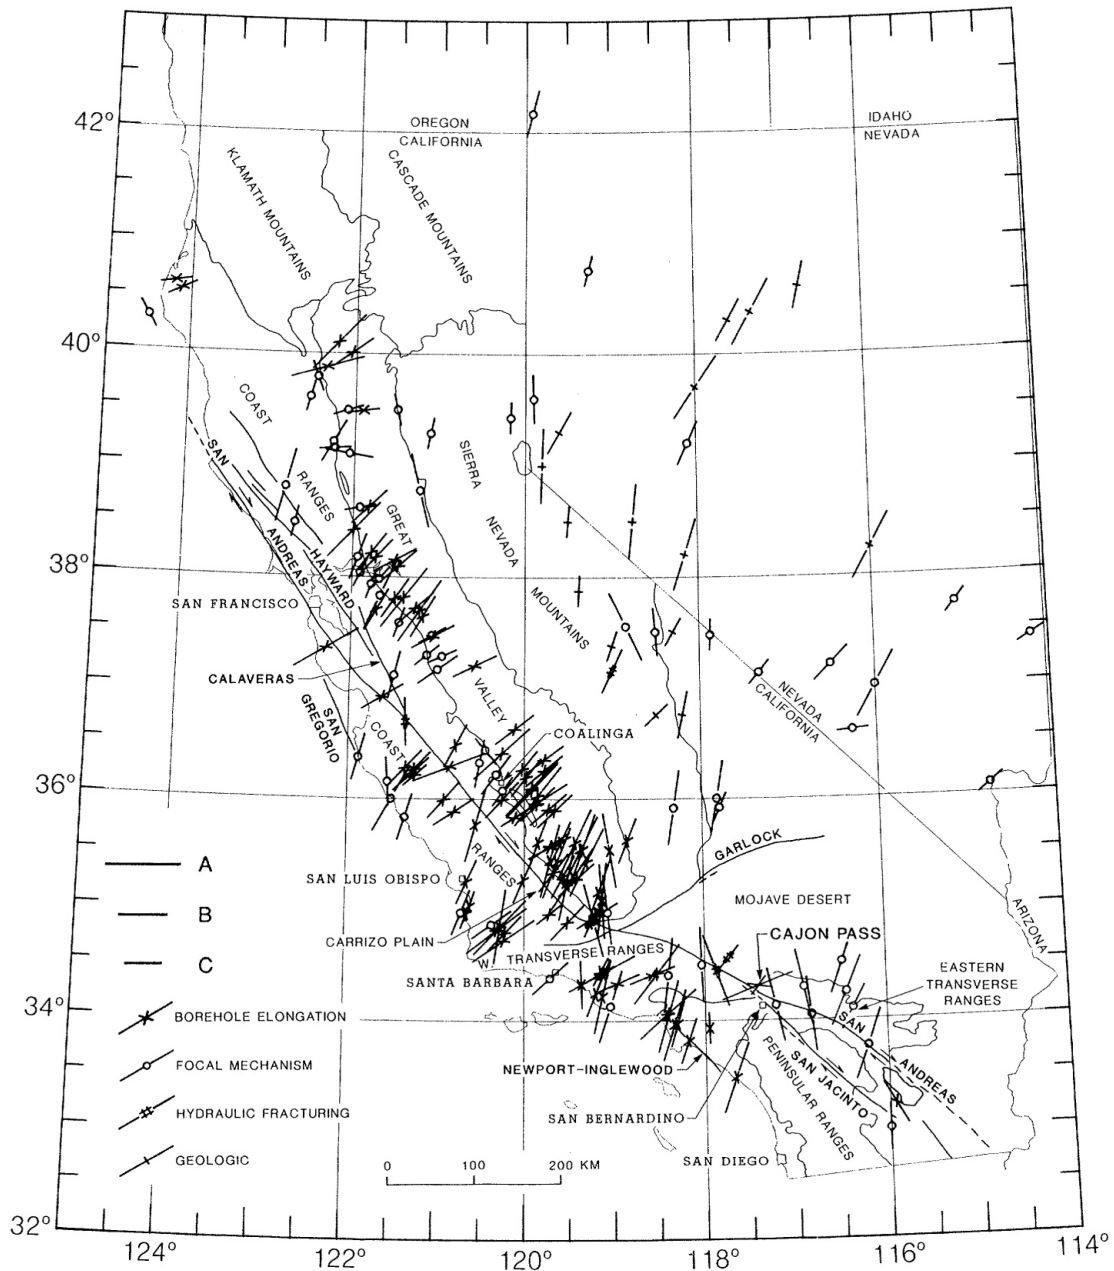 42°
OREGON
CALIFORNIA
IDAHO
NEVADA
KLAMATH MOUNTAINS
CASCADE MOUNTAINS
40°
COAST
RANGES
SAN
ANDREAS
HAYWARD
GREAT
VALLEY
SIERRA
NEVADA
MOUNTAINS
38°
SAN FRANCISCO
CALAVERAS
SAN
GREGORIO
COAST
RANGES
COALINGA
NEVADA
CALIFORNIA
36°
GARLOCK
A
B
C
SAN LUIS OBISPO
CARRIZO PLAIN
MOJAVE DESERT
ARIZONA
CAJON PASS
TRANSVERSE RANGES
W
SANTA BARBARA
EASTERN
TRANSVERSE
RANGES
34°
BOREHOLE ELONGATION
FOCAL MECHANISM
HYDRAULIC FRACTURING
GEOLOGIC
NEWPORT-INGLEWOOD
SAN
ANDREAS
SAN JACINTO
PENINSULAR RANGES
SAN BERNARDINO
SAN DIEGO
0 100 200 KM
32°
124° 122° 120° 118° 116° 114°